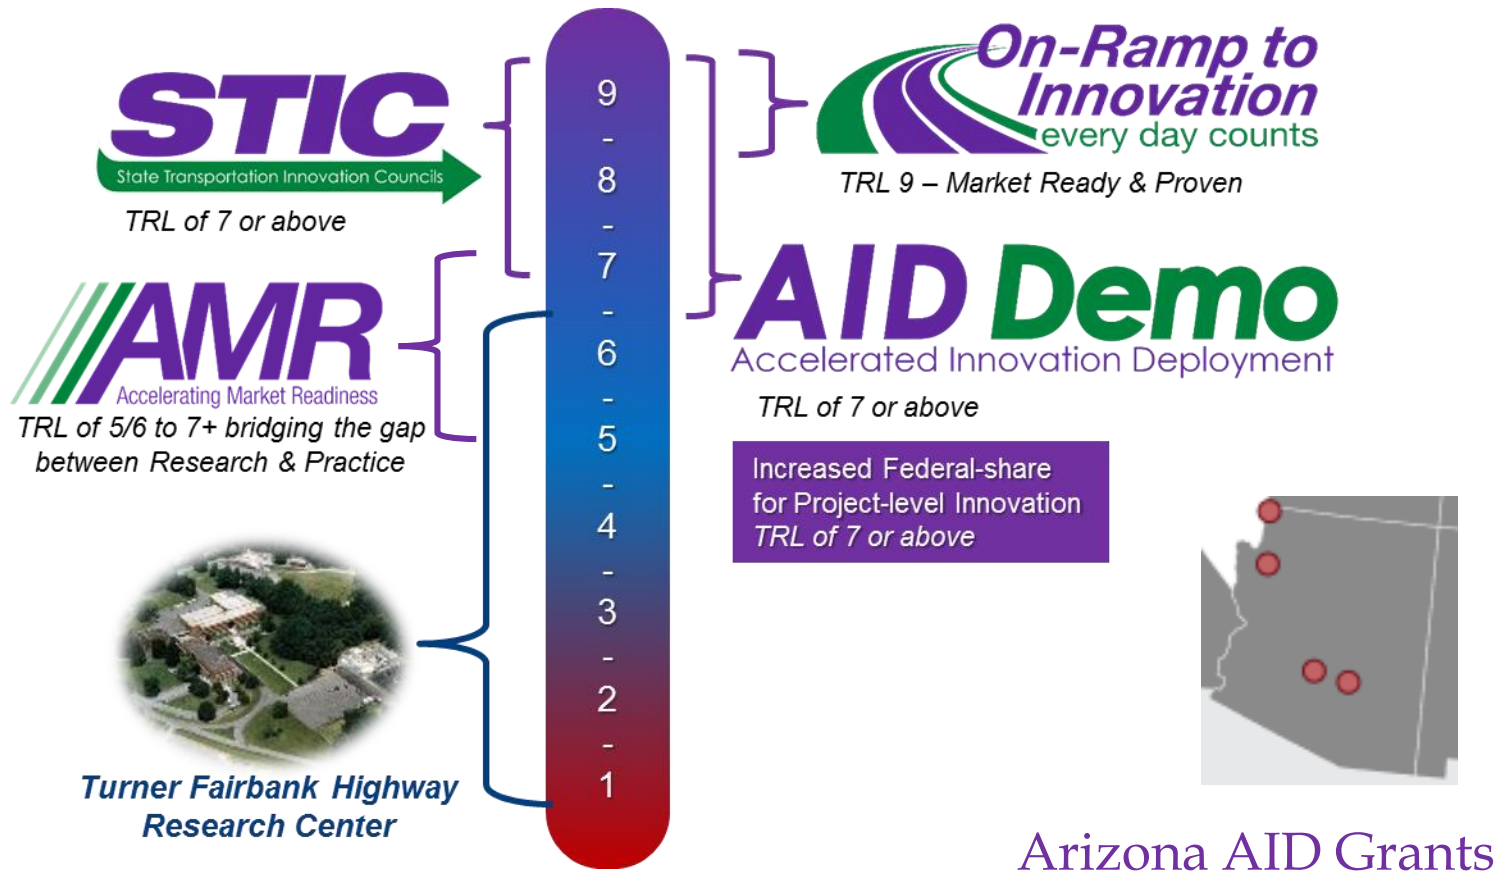 STIC
State Transportation Innovation Councils
TRL of 7 or above
AMR
Accelerating Market Readiness
TRL of 5/6 to 7+ bridging the gap
between Research & Practice
Turner Fairbank Highway
Research Center
9
-
8
-
7
-
6
-
5
-
4
-
3
-
2
-
1
On-Ramp to
Innovation
every day counts
TRL 9 – Market Ready & Proven
AID Demo
Accelerated Innovation Deployment
TRL of 7 or above
Increased Federal-share
for Project-level Innovation
TRL of 7 or above
Arizona AID Grants